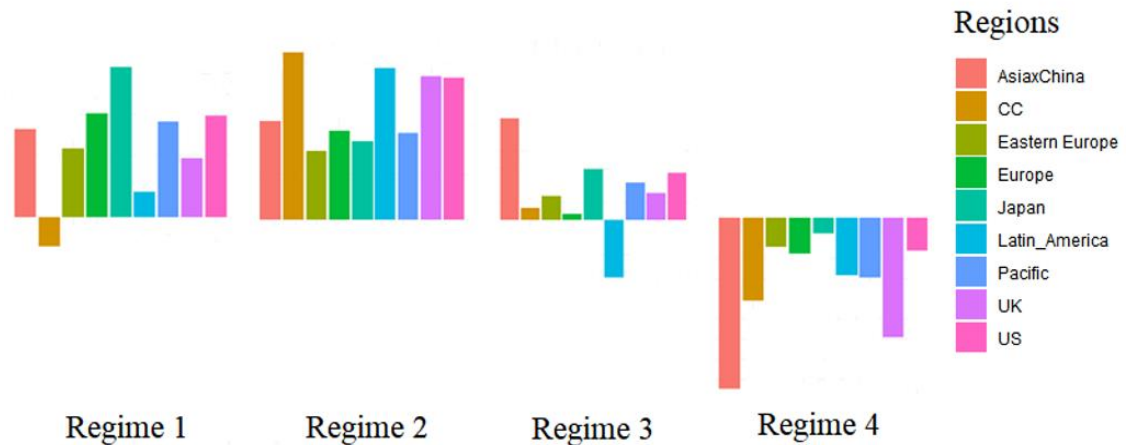 Regions
AsiaxChina
CC
Eastern Europe
Europe
Japan
Latin_America
Pacific
UK
US
Regime 1
Regime 2
Regime 3
Regime 4